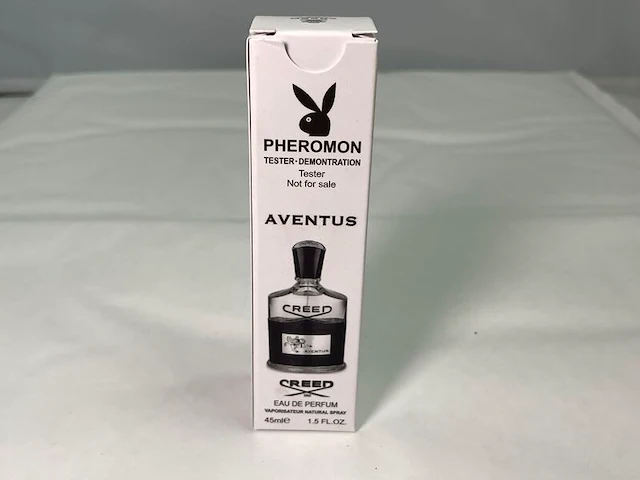 PHEROMON
TESTER·DEMONTRATION
Tester
Not for sale
AVENTUS
CREED
AVENTUS
CREED
EAU DE PERFUM
VAPORISATEUR NATURAL SPRAY
45ml℮ 1.5 FL.OZ.